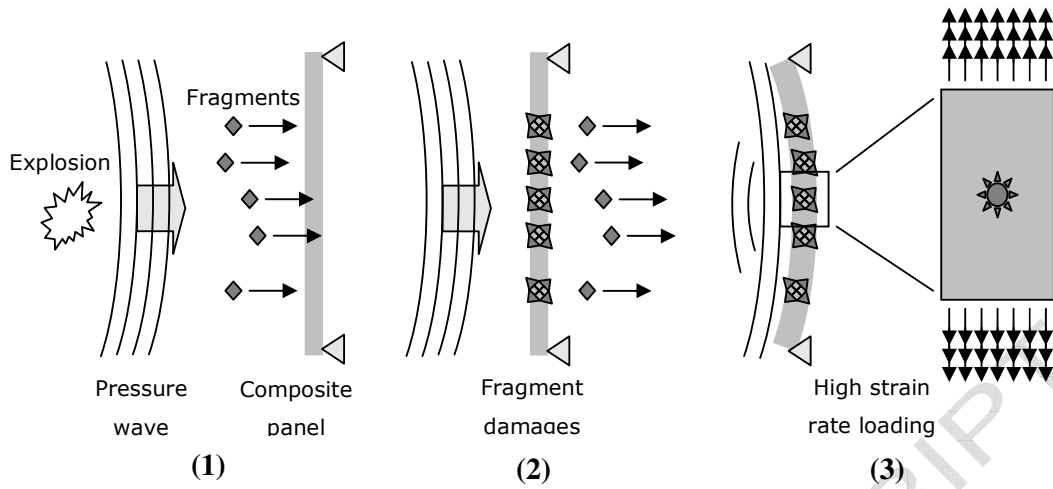 Fragments
Explosion
Pressure
wave
Composite
panel
(1)
Fragment
damages
(2)
High strain
rate loading
(3)